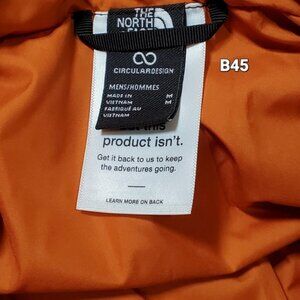 THE
NORTH
FACE
CIRCULARDESIGN
MENS/HOMMES
MADE IN M
VIETNAM M
FABRIQUÉ AU
VIETNAM
B45
this
product isn't.
Get it back to us to keep
the adventures going.
LEARN MORE ON BACK